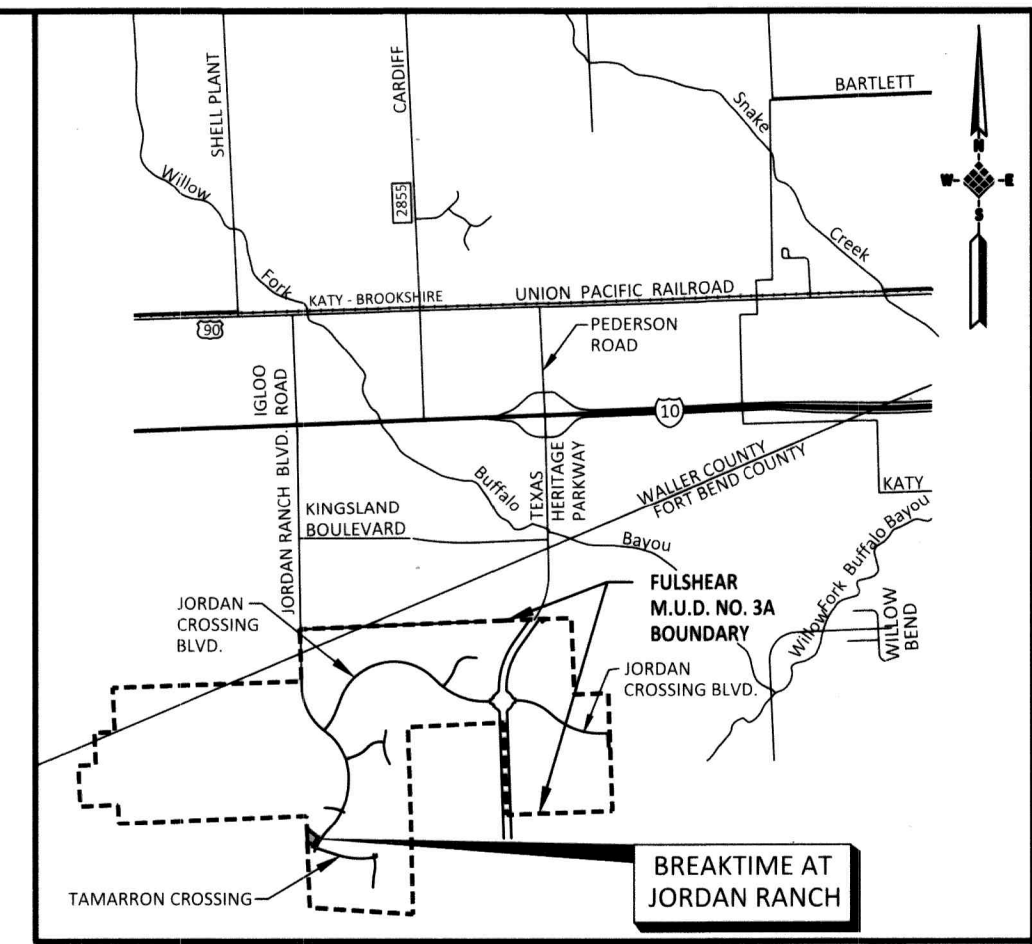 SHELL PLANT
CARDIFF
BARTLETT
Snake
Creek
Willow
Fork
2855
N
W
E
S
KATY - BROOKSHIRE
UNION PACIFIC RAILROAD
90
PEDERSON
ROAD
IGLOO
ROAD
JORDAN RANCH BLVD.
10
TEXAS
HERITAGE
PARKWAY
WALLER COUNTY
FORT BEND COUNTY
KATY
Buffalo
Bayou
KINGSLAND
BOULEVARD
Willow Fork Buffalo Bayou
WILLOW
BEND
JORDAN
CROSSING
BLVD.
FULSHEAR
M.U.D. NO. 3A
BOUNDARY
JORDAN
CROSSING BLVD.
TAMARRON CROSSING
BREAKTIME AT
JORDAN RANCH